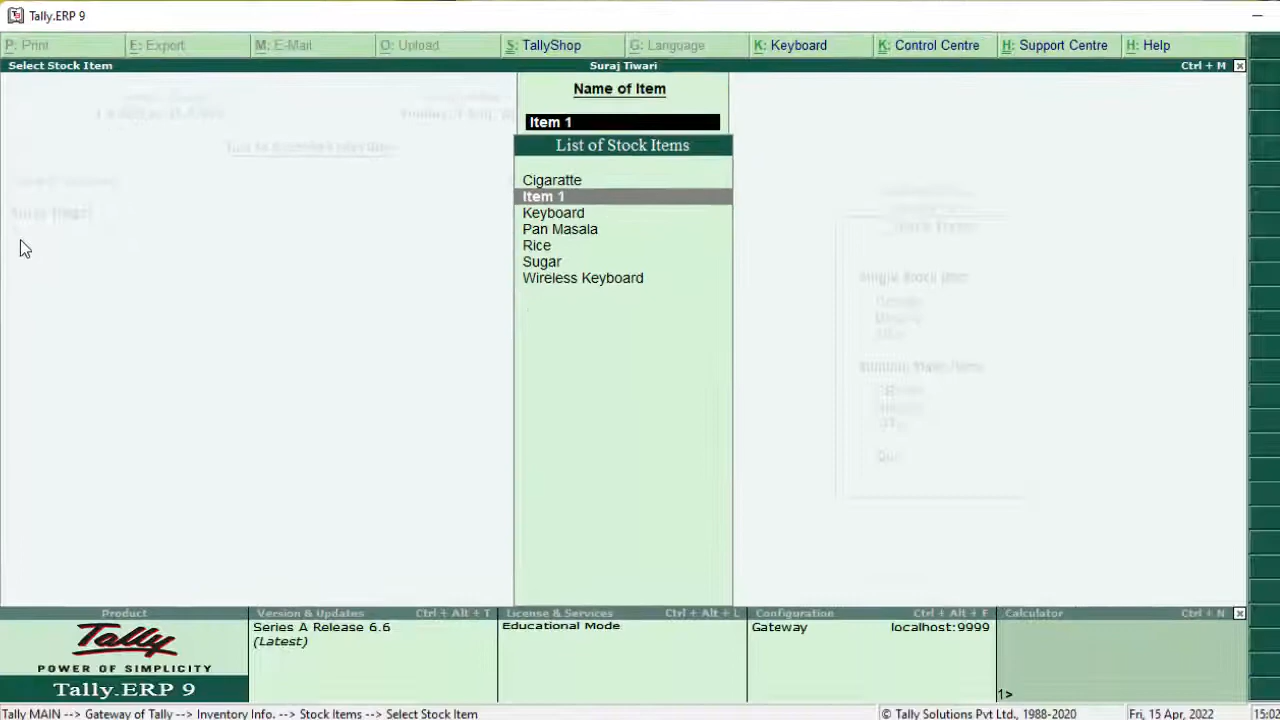 Tally.ERP 9
P: Print
E: Export
M: E-Mail
O: Upload
S: TallyShop
G: Language
K: Keyboard
K: Control Centre
H: Support Centre
H: Help
Select Stock Item
Suraj Tiwari
Ctrl + M
Name of Item
Item 1
List of Stock Items
Cigaratte
Item 1
Keyboard
Pan Masala
Rice
Sugar
Wireless Keyboard
Product
Version & Updates Ctrl + Alt + T
License & Services Ctrl + Alt + L
Configuration Ctrl + Alt + F
Calculator Ctrl + N
Tally
POWER OF SIMPLICITY
Tally.ERP 9
Series A Release 6.6
(Latest)
Educational Mode
Gateway localhost:9999
1>
Tally MAIN --> Gateway of Tally --> Inventory Info. --> Stock Items --> Select Stock Item
© Tally Solutions Pvt Ltd., 1988-2020
Fri, 15 Apr, 2022
15:02